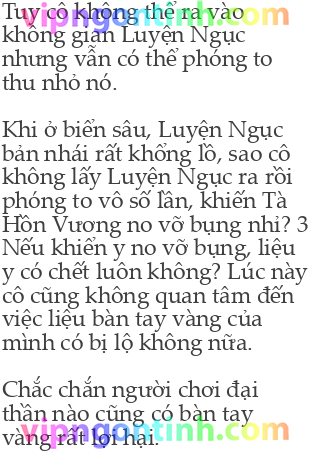 Tuy cô không thể ra vào
vipngontinh.com
không gian Luyện Ngục
nhưng vẫn có thể phóng to
thu nhỏ nó.
Khi ở biển sâu, Luyện Ngục
bản nhái rất khổng lồ, sao cô
không lấy Luyện Ngục ra rồi
phóng to vô số lần, khiến Tà
Hồn Vương no vỡ bụng nhỉ? 3
Nếu khiến y no vỡ bụng, liệu
y có chết luôn không? Lúc này
cô cũng không quan tâm đến
việc liệu bàn tay vàng của
mình có bị lộ không nữa.
Chắc chắn người chơi đại
thần nào cũng có bàn tay
vipngontinh.com
vàng rất lợi hại.